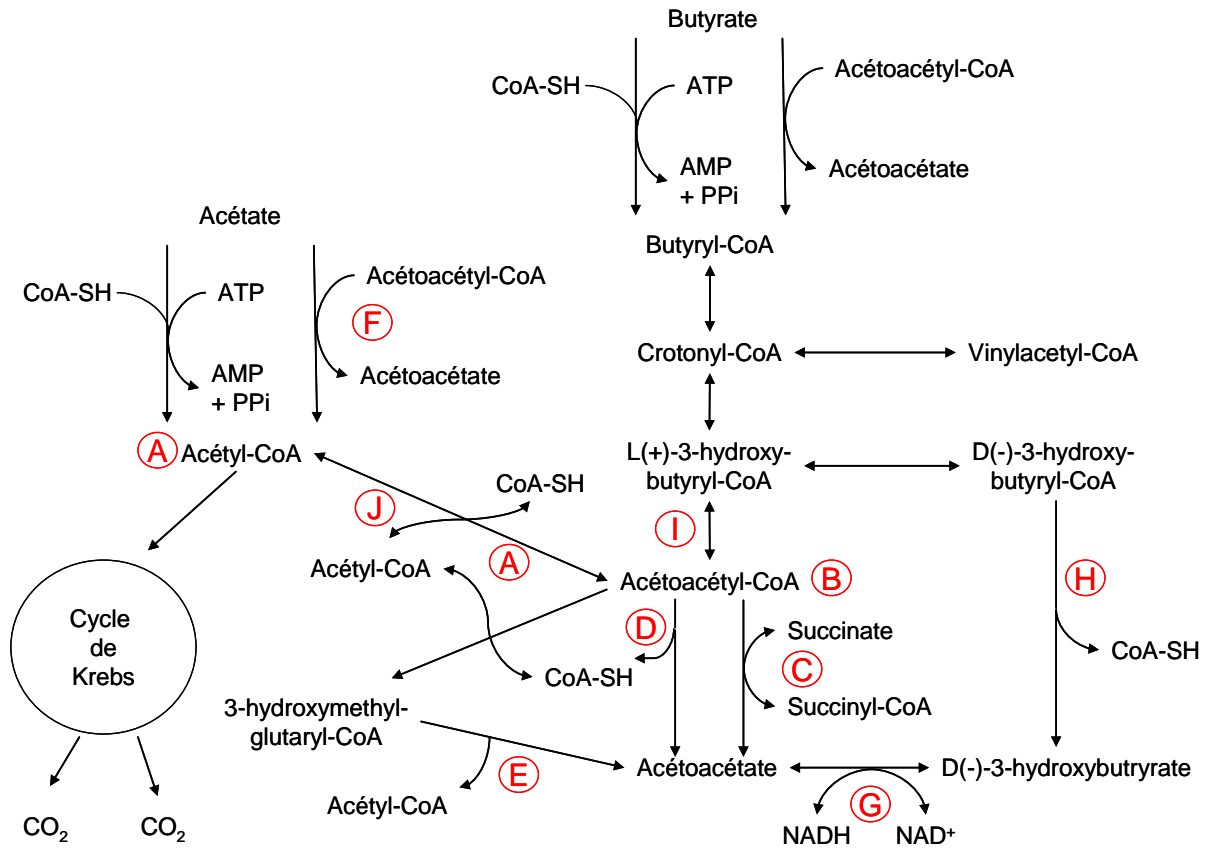 Butyrate
CoA-SH
ATP
Acétoacétyl-CoA
AMP
+ PPi
Acétoacétate
Butyryl-CoA
Acétate
CoA-SH
ATP
Acétoacétyl-CoA
F
AMP
+ PPi
Acétoacétate
Crotonyl-CoA
Vinylacetyl-CoA
A
Acétyl-CoA
L(+)-3-hydroxy-
butyryl-CoA
D(-)-3-hydroxy-
butyryl-CoA
CoA-SH
J
I
Acétyl-CoA
A
Acétoacétyl-CoA
B
H
Cycle
de
Krebs
D
Succinate
CoA-SH
C
CoA-SH
Succinyl-CoA
3-hydroxymethyl-
glutaryl-CoA
E
Acétoacétate
D(-)-3-hydroxybutryrate
Acétyl-CoA
G
CO2
CO2
NADH
NAD+